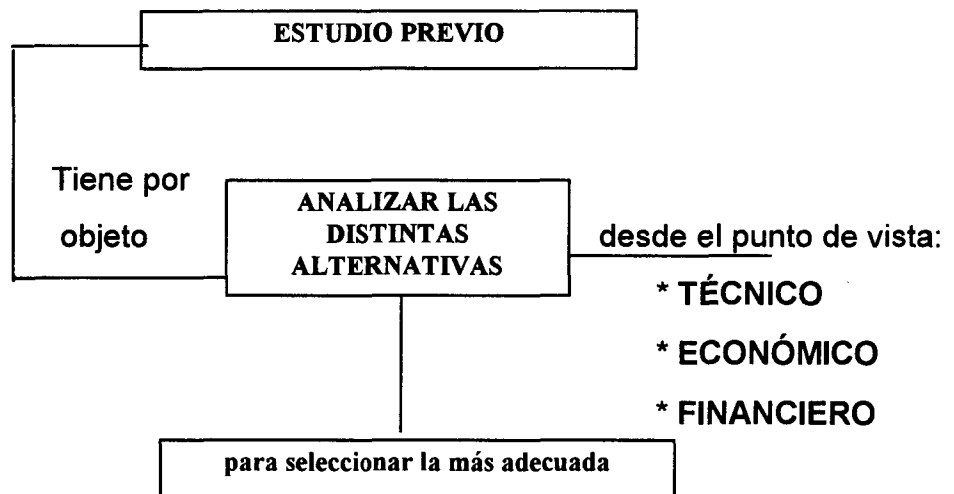 ESTUDIO PREVIO
Tiene por
objeto
ANALIZAR LAS
DISTINTAS
ALTERNATIVAS
desde el punto de vista:
* TÉCNICO
* ECONÓMICO
* FINANCIERO
para seleccionar la más adecuada